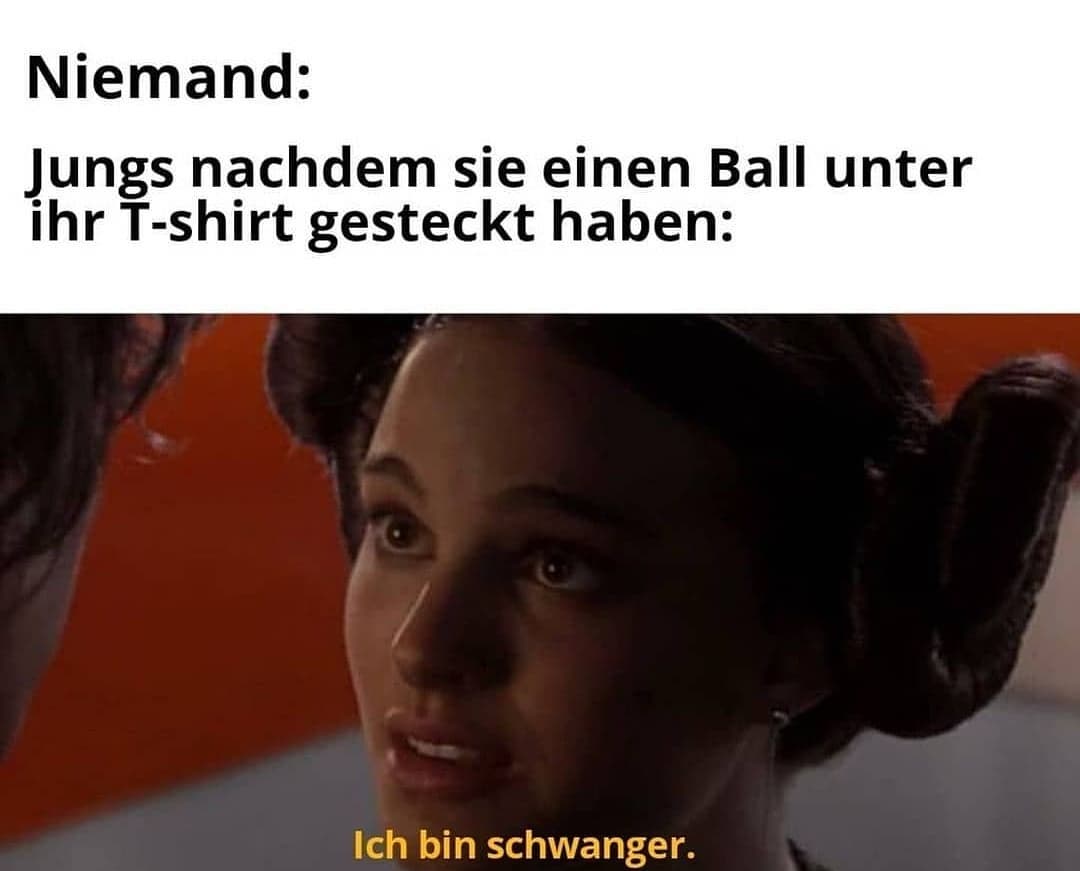 Niemand:
Jungs nachdem sie einen Ball unter
ihr T-shirt gesteckt haben:
Ich bin schwanger.